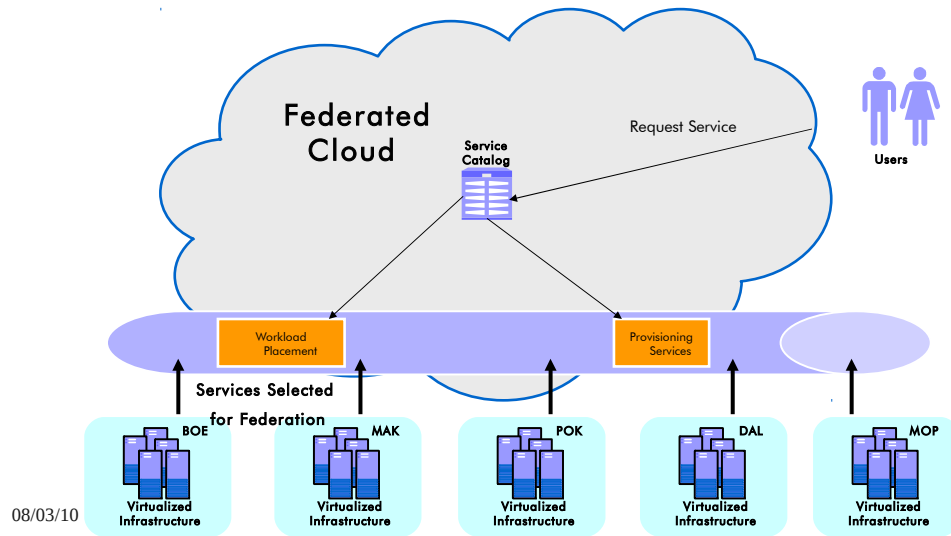 Federated
Cloud
Request Service
Service
Catalog
Users
Workload
Placement
Provisioning
Services
Services Selected
for Federation
BOE
MAK
POK
DAL
MOP
Virtualized
Infrastructure
Virtualized
Infrastructure
Virtualized
Infrastructure
Virtualized
Infrastructure
Virtualized
Infrastructure
08/03/10